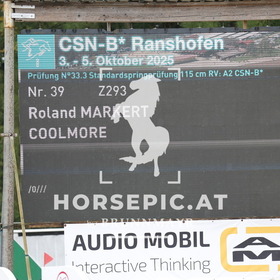 CSN-B* Ranshofen
3. - 5. Oktober 2025
Prüfung N°33.3 Standardspringprüfung 115 cm RV: A2 CSN-B*
Nr. 39 Z293
Roland MARKERT
COOLMORE
/0///
HORSEPIC.AT
AUDiO MOBIL
Interactive Thinking